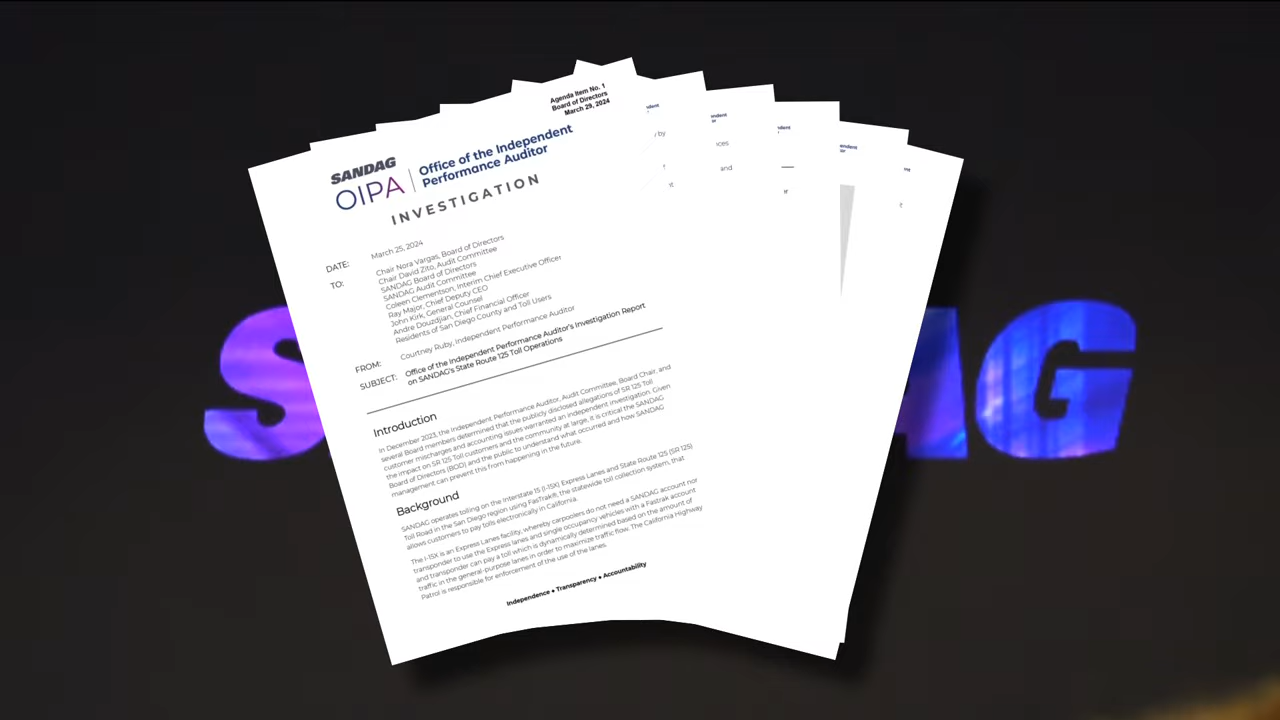 Agenda Item No. 1
Board of Directors
March 29, 2024
SANDAG
OIPA
Office of the Independent
Performance Auditor
INVESTIGATION
DATE: March 25, 2024
TO: Chair Nora Vargas, Board of Directors
Chair David Zito, Audit Committee
SANDAG Board of Directors
SANDAG Audit Committee
Coleen Clementson, Interim Chief Executive Officer
Ray Major, Chief Deputy CEO
John Kirk, General Counsel
Andre Douzdjian, Chief Financial Officer
Residents of San Diego County and Toll Users
FROM: Courtney Ruby, Independent Performance Auditor
SUBJECT: Office of the Independent Performance Auditor's Investigation Report
on SANDAG's State Route 125 Toll Operations
Introduction
In December 2023, the Independent Performance Auditor, Audit Committee, Board Chair, and
several Board members determined that the publicly disclosed allegations of SR 125 Toll
customer mischarges and accounting issues warranted an independent investigation. Given
the impact on SR 125 Toll customers and the community at large, it is critical the SANDAG
Board of Directors (BOD) and the public to understand what occurred and how SANDAG
management can prevent this from happening in the future.
Background
SANDAG operates tolling on the Interstate 15 (I-15X) Express Lanes and State Route 125 (SR 125)
Toll Road in the San Diego region using FasTrak®, the statewide toll collection system, that
allows customers to pay tolls electronically in California.
The I-15X is an Express Lanes facility, whereby carpoolers do not need a SANDAG account nor
transponder to use the Express lanes and single occupancy vehicles with a Fastrak account
and transponder can pay a toll which is dynamically determined based on the amount of
traffic in the general-purpose lanes in order to maximize traffic flow. The California Highway
Patrol is responsible for enforcement of the use of the lanes.
Independence ● Transparency ● Accountability
by
and
S
AG